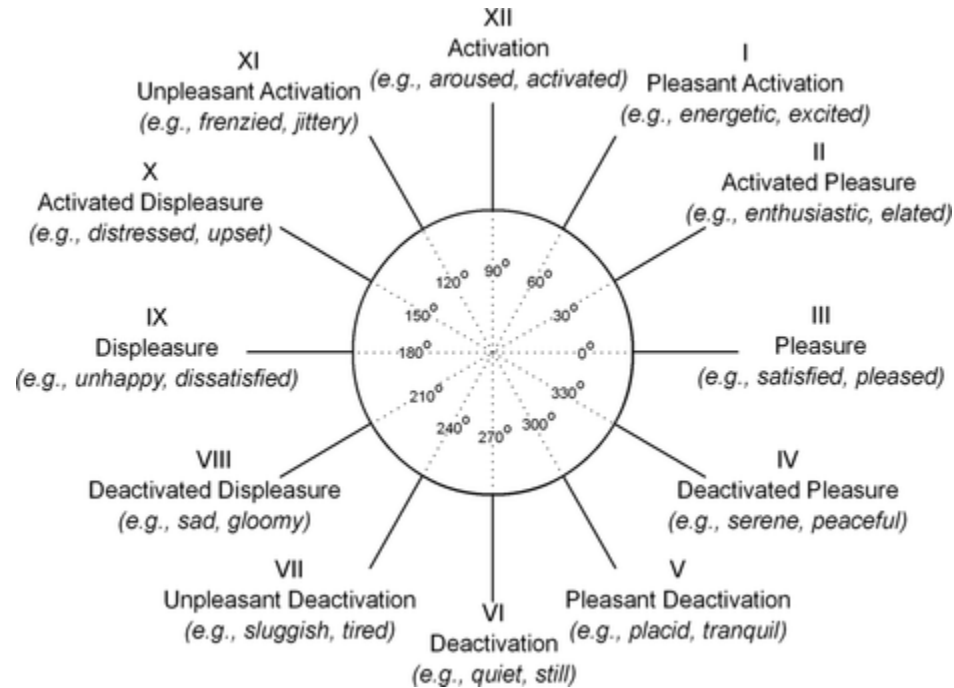 XII
Activation
(e.g., aroused, activated)
I
Pleasant Activation
(e.g., energetic, excited)
II
Activated Pleasure
(e.g., enthusiastic, elated)
III
Pleasure
(e.g., satisfied, pleased)
IV
Deactivated Pleasure
(e.g., serene, peaceful)
V
Pleasant Deactivation
(e.g., placid, tranquil)
VI
Deactivation
(e.g., quiet, still)
VII
Unpleasant Deactivation
(e.g., sluggish, tired)
VIII
Deactivated Displeasure
(e.g., sad, gloomy)
IX
Displeasure
(e.g., unhappy, dissatisfied)
X
Activated Displeasure
(e.g., distressed, upset)
XI
Unpleasant Activation
(e.g., frenzied, jittery)
90°
60°
30°
0°
330°
300°
270°
240°
210°
180°
150°
120°